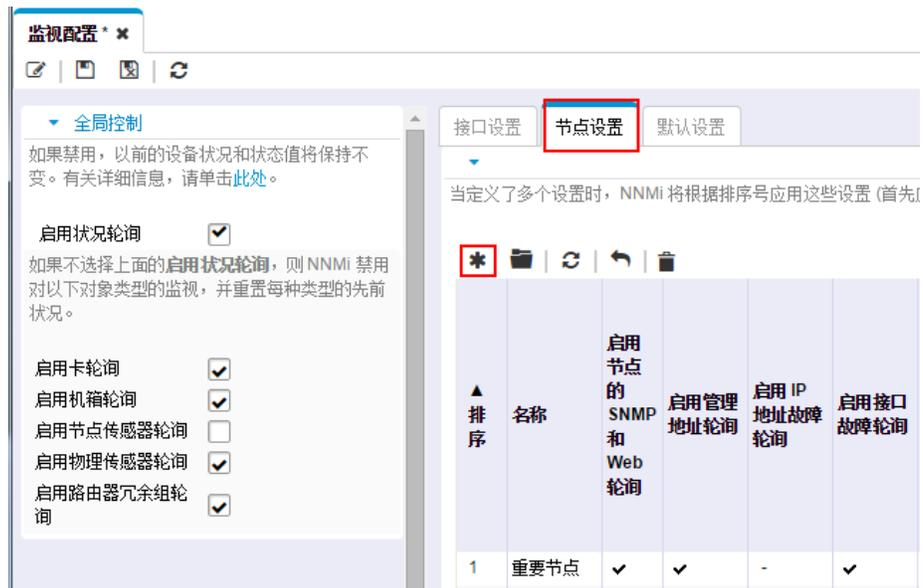 监视配置 *
全局控制
如果禁用，以前的设备状况和状态值将保持不
变。有关详细信息，请单击此处。
启用状况轮询
如果不选择上面的启用状况轮询，则 NNMi 禁用
对以下对象类型的监视，并重置每种类型的先前
状况。
启用卡轮询
启用机箱轮询
启用节点传感器轮询
启用物理传感器轮询
启用路由器冗余组轮
询
接口设置 节点设置 默认设置
当定义了多个设置时，NNMi 将根据排序号应用这些设置 (首先
▲
排
序
名称
启用
节点
的
SNMP
和
Web
轮询
启用管理
地址轮询
启用 IP
地址故障
轮询
启用接口
故障轮询
1 重要节点 -